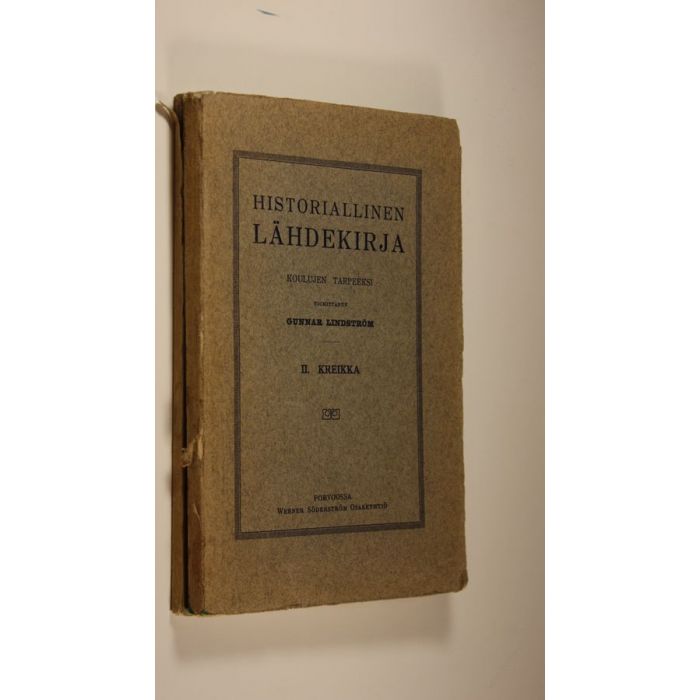 HISTORIALLINEN
LÄHDEKIRJA
KOULUJEN TARPEEKSI
TOIMITTANUT
GUNNAR LINDSTRÖM
II. KREIKKA
PORVOOSSA
WERNER SÖDERSTRÖM OSAKEYHTIÖ